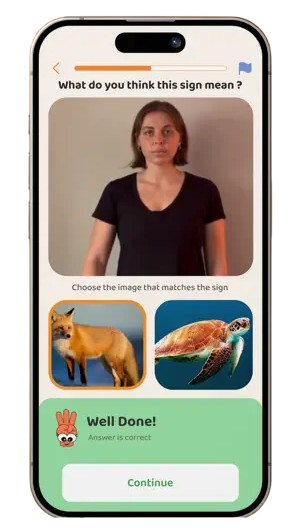 What do you think this sign mean ?
Choose the image that matches the sign
Well Done!
Answer is correct
Continue